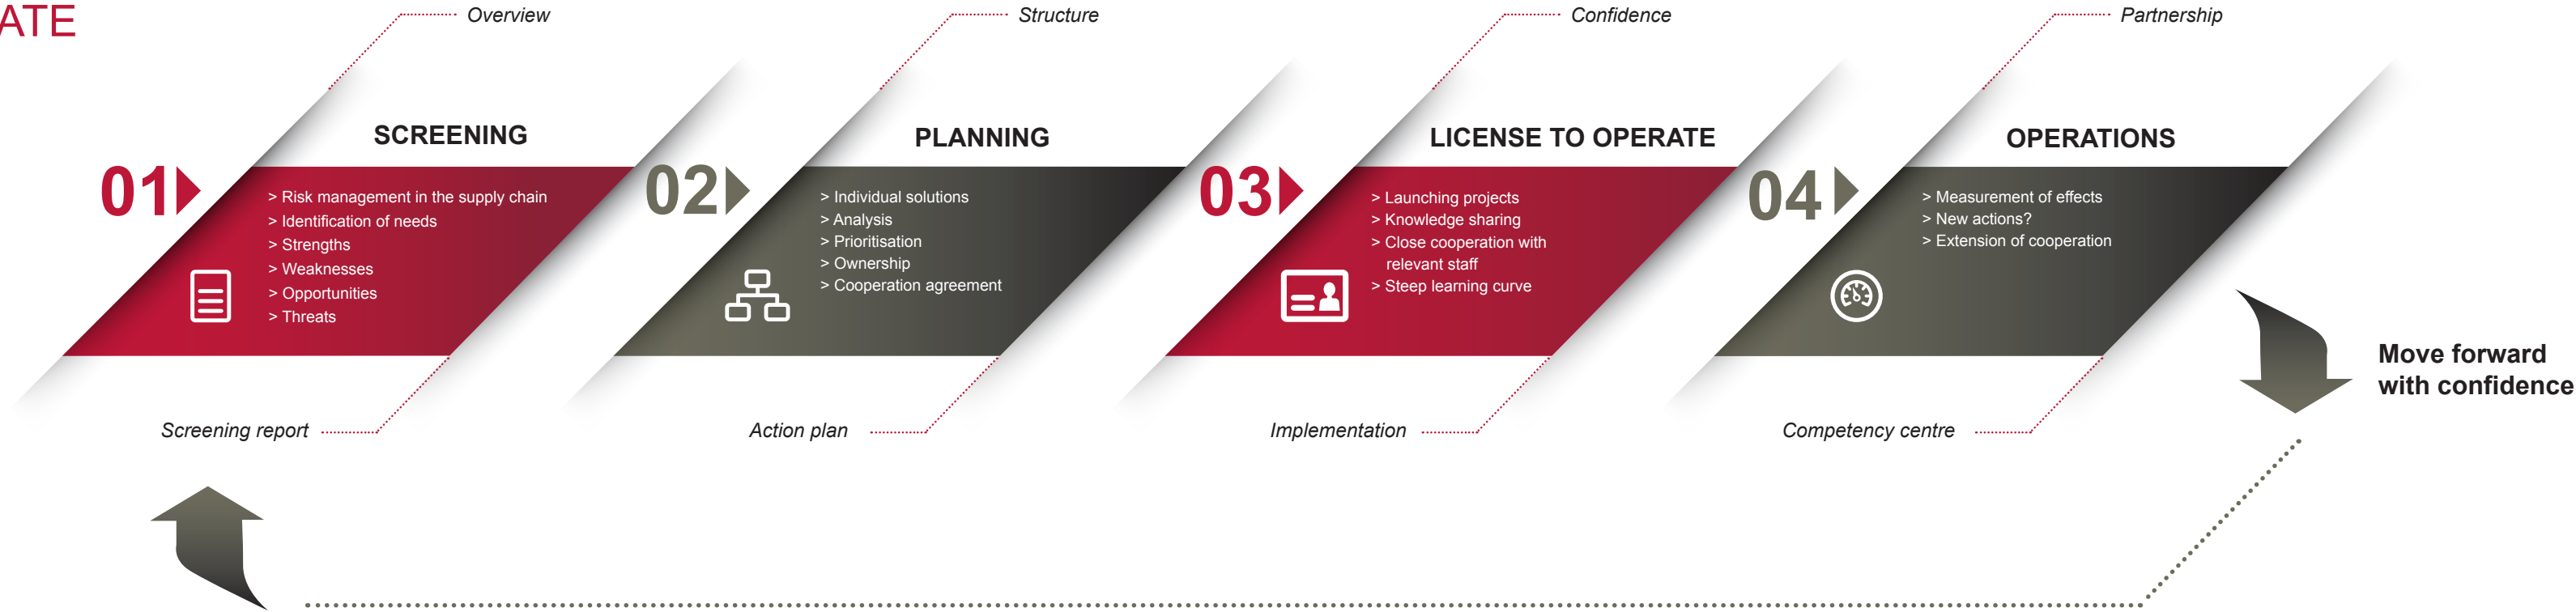 ATE
Overview
Structure
Confidence
Partnership
01
SCREENING
> Risk management in the supply chain
> Identification of needs
> Strengths
> Weaknesses
> Opportunities
> Threats
Screening report
02
PLANNING
> Individual solutions
> Analysis
> Prioritisation
> Ownership
> Cooperation agreement
Action plan
03
LICENSE TO OPERATE
> Launching projects
> Knowledge sharing
> Close cooperation with
relevant staff
> Steep learning curve
Implementation
04
OPERATIONS
> Measurement of effects
> New actions?
> Extension of cooperation
Competency centre
Move forward
with confidence